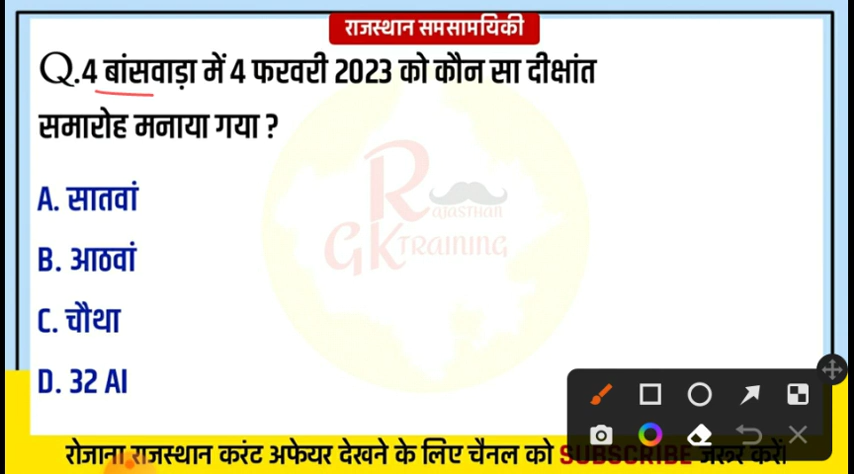 राजस्थान समसामयिकी
Q.4 बांसवाड़ा में 4 फरवरी 2023 को कौन सा दीक्षांत
समारोह मनाया गया ?
A. सातवां
B. आठवां
C. चौथा
D. 32 AI
RAJASTHAN
GK TRAINING
रोजाना राजस्थान करंट अफेयर देखने के लिए चैनल को SUBSCRIBE जरूर करें